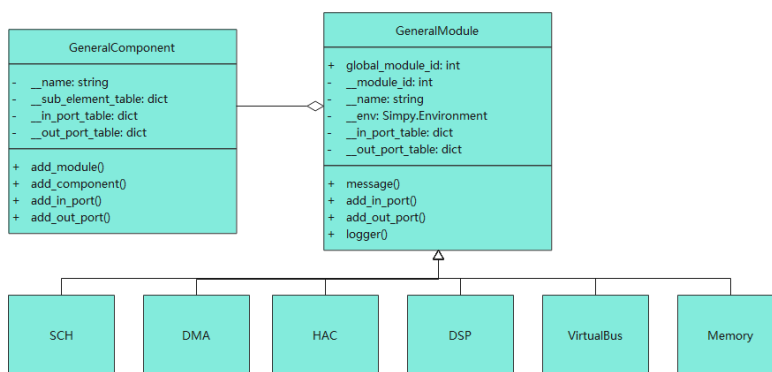 GeneralComponent
- __name: string
- __sub_element_table: dict
- __in_port_table: dict
- __out_port_table: dict
+ add_module()
+ add_component()
+ add_in_port()
+ add_out_port()
GeneralModule
+ global_module_id: int
- __module_id: int
- __name: string
- __env: Simpy.Environment
- __in_port_table: dict
- __out_port_table: dict
+ message()
+ add_in_port()
+ add_out_port()
+ logger()
SCH
DMA
HAC
DSP
VirtualBus
Memory